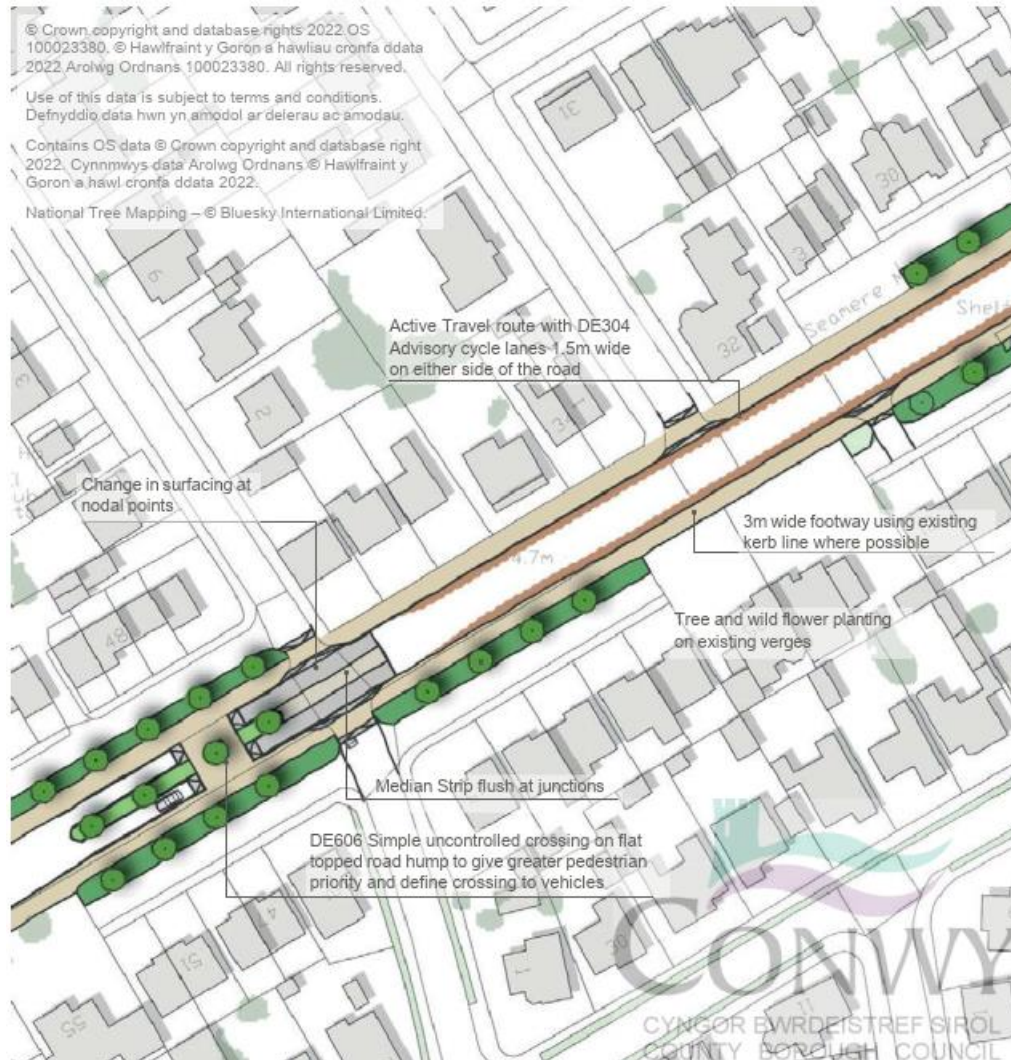 © Crown copyright and database rights 2022 OS
100023380. © Hawlfraint y Goron a hawliau cronfa ddata
2022 Arolwg Ordnans 100023380. All rights reserved.
Use of this data is subject to terms and conditions.
Defnyddio data hwn yn amodol ar delerau ac amodau.
Contains OS data © Crown copyright and database right
2022. Cynnmwys data Arolwg Ordnans © Hawlfraint y
Goron a hawl cronfa ddata 2022.
National Tree Mapping – © Bluesky International Limited.
31
30
6
Seamere
32
Active Travel route with DE304
Advisory cycle lanes 1.5m wide
on either side of the road
34
3
2
Change in surfacing at
nodal points
3m wide footway using existing
kerb line where possible
4.7m
Tree and wild flower planting
on existing verges
48
Median Strip flush at junctions
DE606 Simple uncontrolled crossing on flat
topped road hump to give greater pedestrian
priority and define crossing to vehicles
47
51
55
1
11
CONWY
CYNGOR BWRDEISTREF SIROL
COUNTY BOROUGH COUNCIL